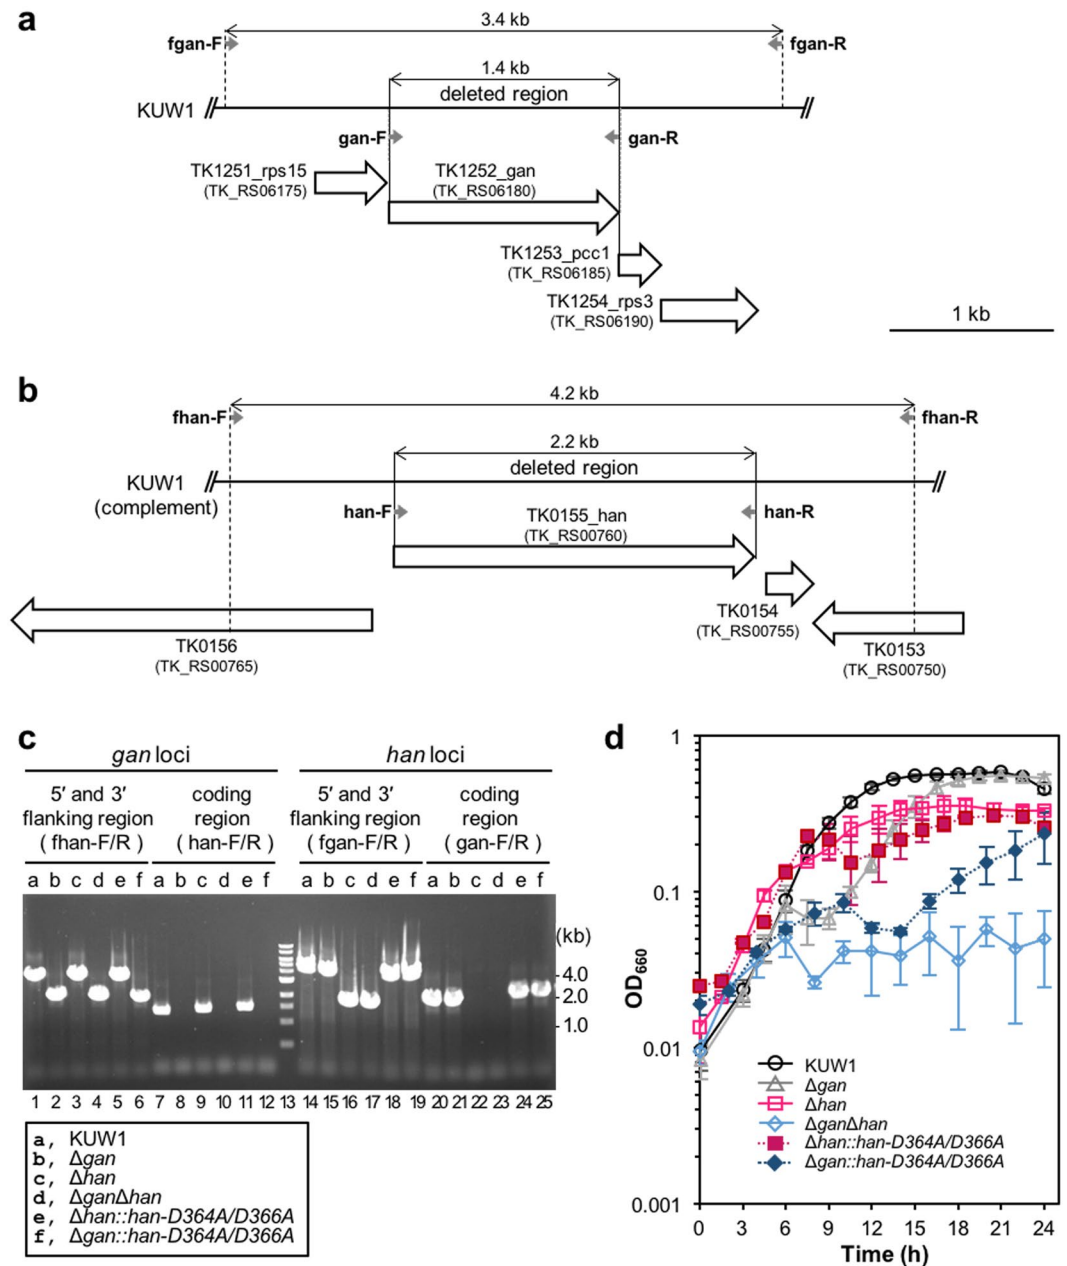 a
3.4 kb
fgan-F
fgan-R
1.4 kb
deleted region
KUW1
gan-F
gan-R
TK1251_rps15
(TK_RS06175)
TK1252_gan
(TK_RS06180)
TK1253_pcc1
(TK_RS06185)
TK1254_rps3
(TK_RS06190)
1 kb
b
4.2 kb
fhan-F
fhan-R
2.2 kb
deleted region
KUW1
(complement)
han-F
han-R
TK0155_han
(TK_RS00760)
TK0154
(TK_RS00755)
TK0156
(TK_RS00765)
TK0153
(TK_RS00750)
c
gan loci
han loci
5′ and 3′
flanking region
( fhan-F/R )
coding
region
( han-F/R )
5′ and 3′
flanking region
( fgan-F/R )
coding
region
( gan-F/R )
a b c d e f a b c d e f a b c d e f a b c d e f
(kb)
4.0
2.0
1.0
1 2 3 4 5 6 7 8 9 10 11 12 13 14 15 16 17 18 19 20 21 22 23 24 25
a, KUW1
b, Δgan
c, Δhan
d, ΔganΔhan
e, Δhan::han-D364A/D366A
f, Δgan::han-D364A/D366A
d
1
0.1
0.01
0.001
OD660
KUW1
Δgan
Δhan
ΔganΔhan
Δhan::han-D364A/D366A
Δgan::han-D364A/D366A
0 3 6 9 12 15 18 21 24
Time (h)